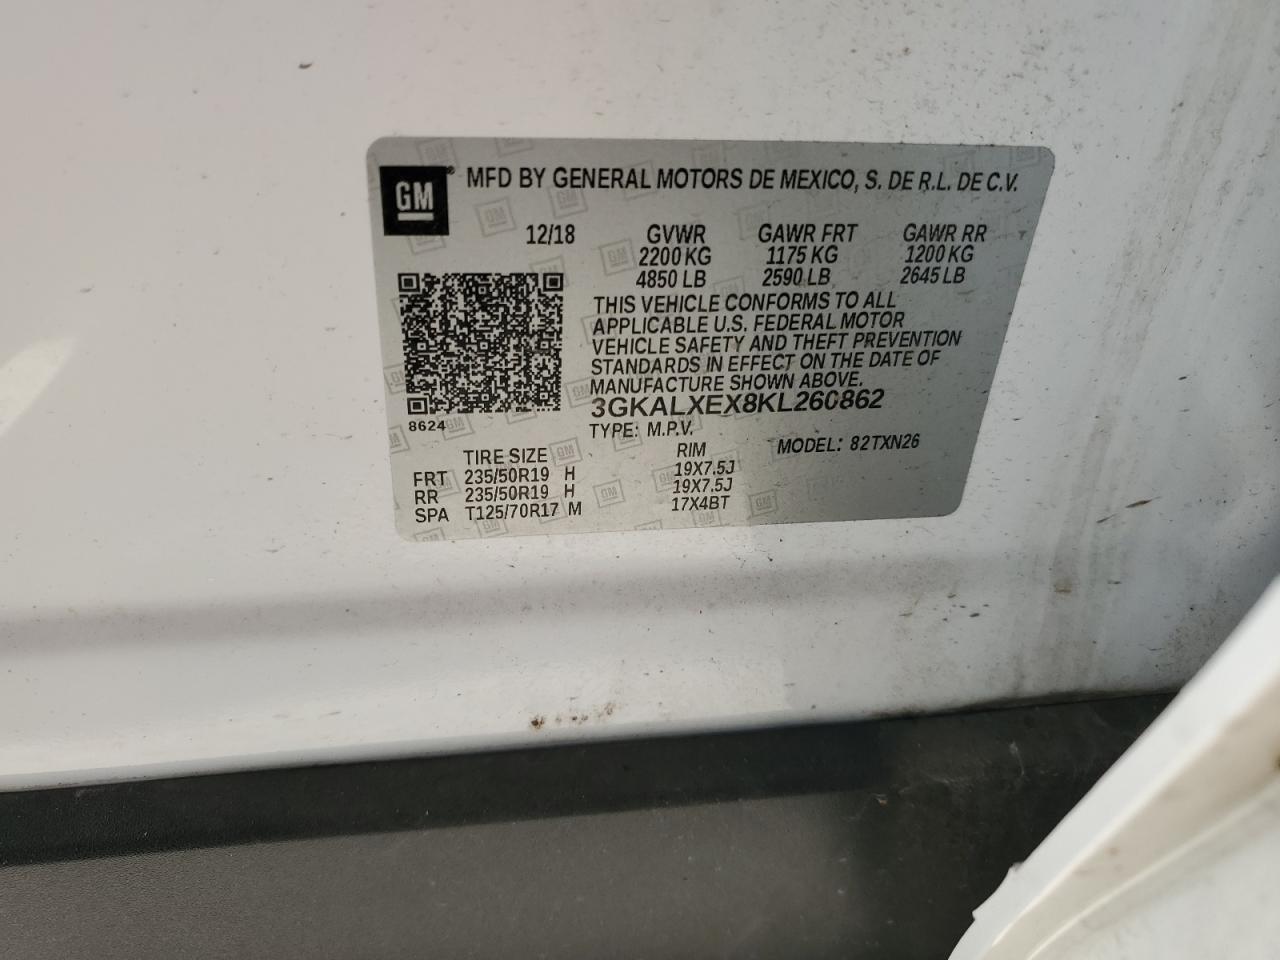 GM® MFD BY GENERAL MOTORS DE MEXICO, S. DE R.L. DE C.V.
12/18 GVWR GAWR FRT GAWR RR
2200 KG 1175 KG 1200 KG
4850 LB 2590 LB 2645 LB
THIS VEHICLE CONFORMS TO ALL
APPLICABLE U.S. FEDERAL MOTOR
VEHICLE SAFETY AND THEFT PREVENTION
STANDARDS IN EFFECT ON THE DATE OF
MANUFACTURE SHOWN ABOVE.
3GKALXEX8KL260862
8624 TYPE: M.P.V. MODEL: 82TXN26
TIRE SIZE RIM
FRT 235/50R19 H 19X7.5J
RR 235/50R19 H 19X7.5J
SPA T125/70R17 M 17X4BT